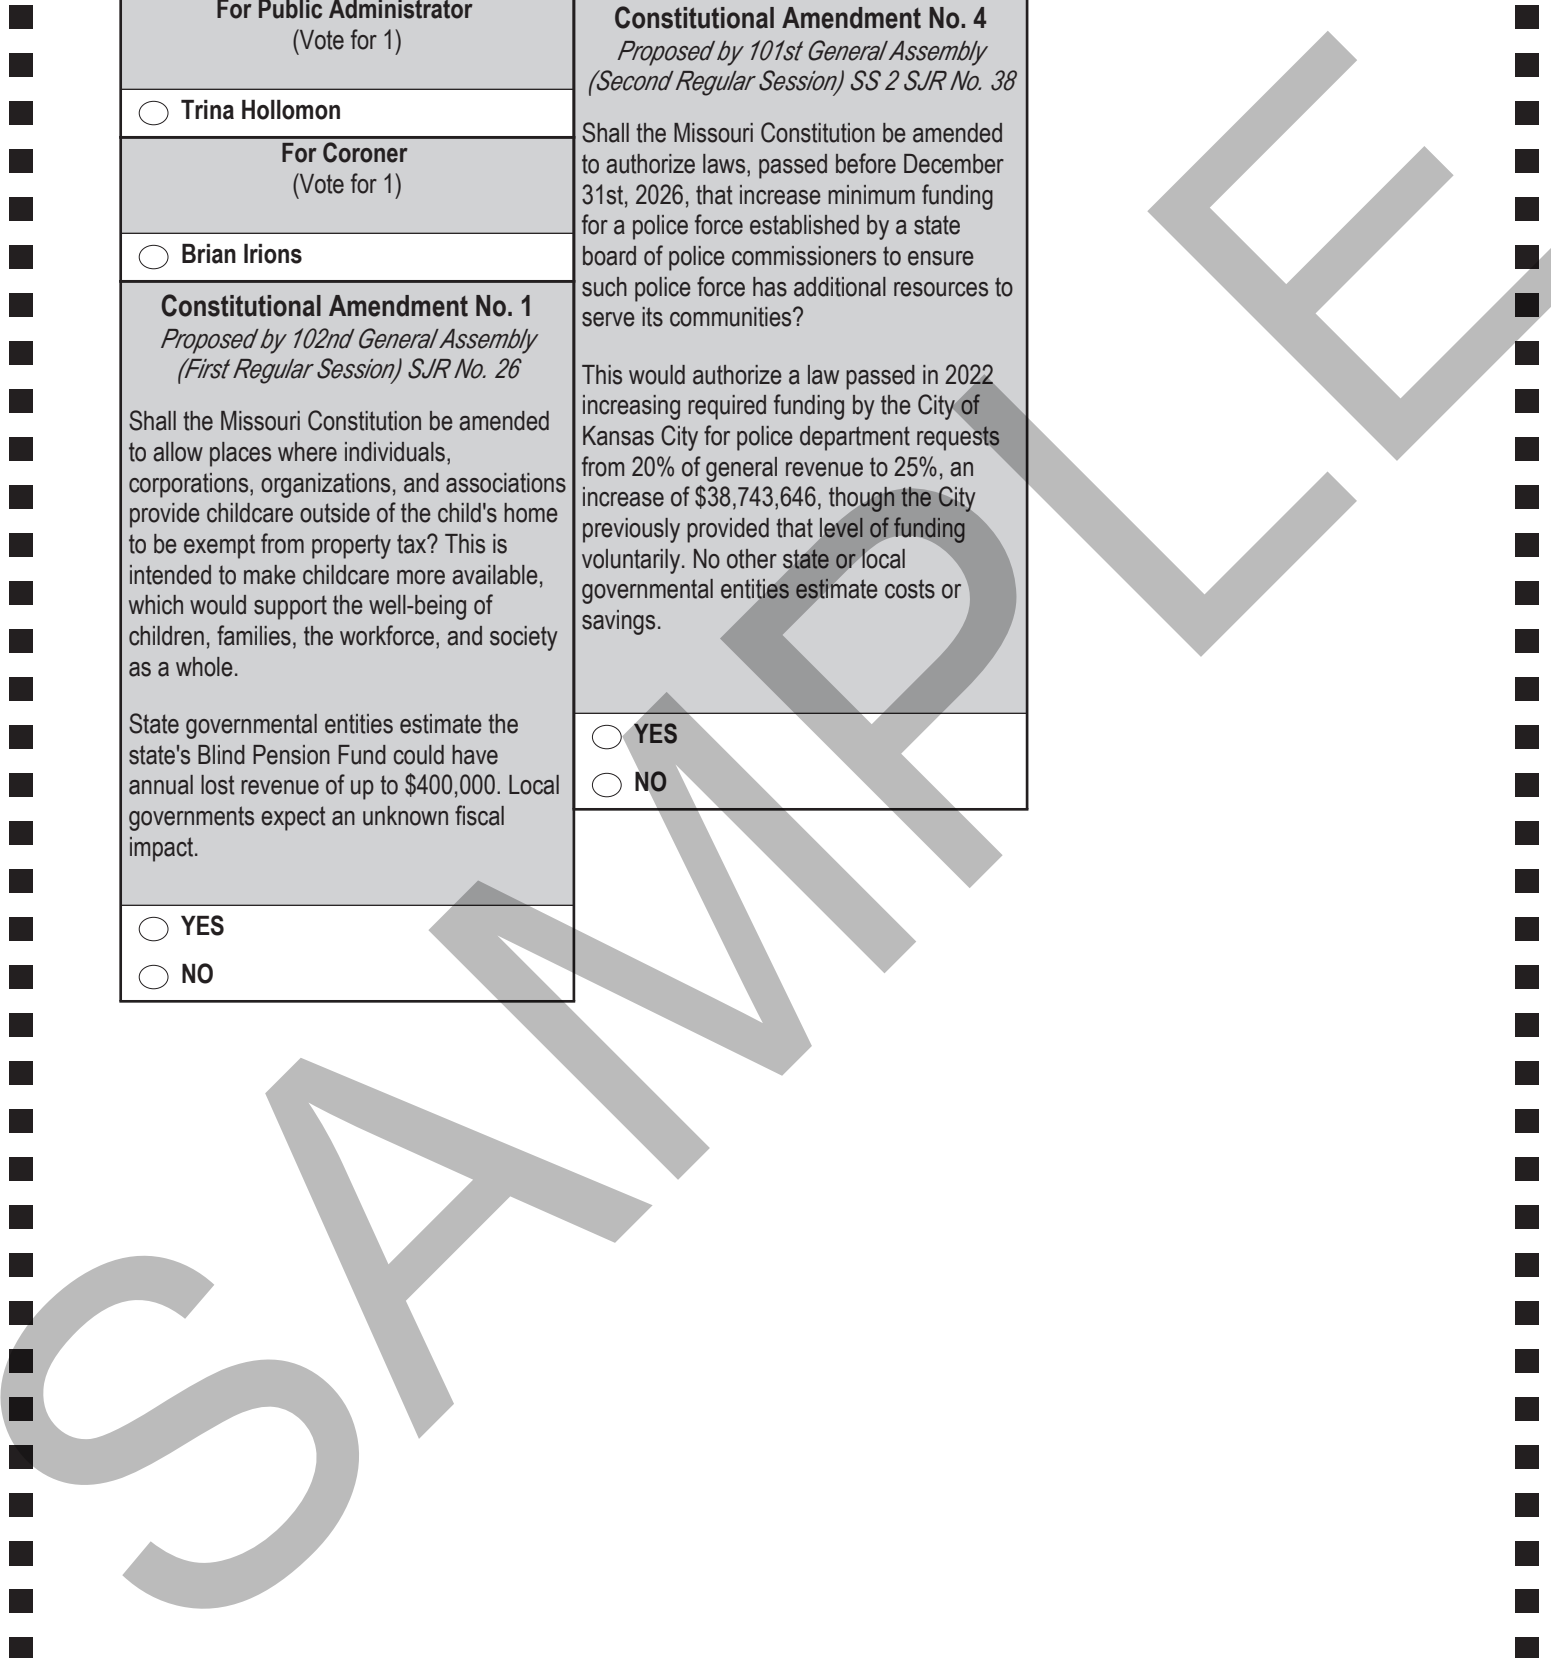 For Public Administrator
(Vote for 1)
Trina Hollomon
For Coroner
(Vote for 1)
Brian Irions
Constitutional Amendment No. 1
Proposed by 102nd General Assembly
(First Regular Session) SJR No. 26
Shall the Missouri Constitution be amended
to allow places where individuals,
corporations, organizations, and associations
provide childcare outside of the child's home
to be exempt from property tax? This is
intended to make childcare more available,
which would support the well-being of
children, families, the workforce, and society
as a whole.
State governmental entities estimate the
state's Blind Pension Fund could have
annual lost revenue of up to $400,000. Local
governments expect an unknown fiscal
impact.
YES
NO
Constitutional Amendment No. 4
Proposed by 101st General Assembly
(Second Regular Session) SS 2 SJR No. 38
Shall the Missouri Constitution be amended
to authorize laws, passed before December
31st, 2026, that increase minimum funding
for a police force established by a state
board of police commissioners to ensure
such police force has additional resources to
serve its communities?
This would authorize a law passed in 2022
increasing required funding by the City of
Kansas City for police department requests
from 20% of general revenue to 25%, an
increase of $38,743,646, though the City
previously provided that level of funding
voluntarily. No other state or local
governmental entities estimate costs or
savings.
YES
NO
SAMPLE